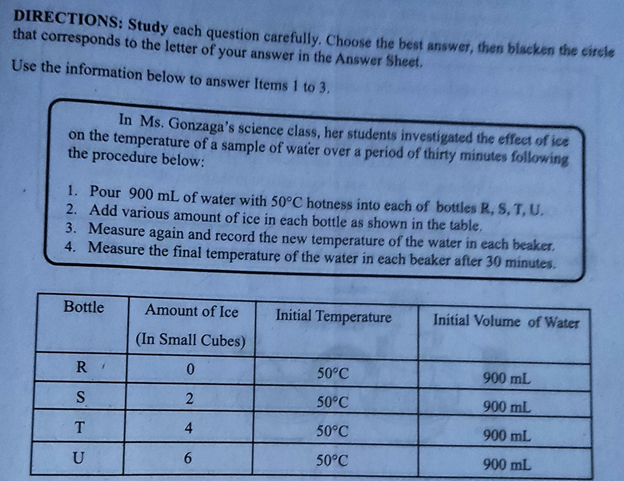 DIRECTIONS: Study each question carefully. Choose the best answer, then blacken the circle
that corresponds to the letter of your answer in the Answer Sheet.
Use the information below to answer Items 1 to 3.
In Ms. Gonzaga's science class, her students investigated the effect of ice
on the temperature of a sample of water over a period of thirty minutes following
the procedure below:
1. Pour 900 mL of water with 50°C hotness into each of bottles R, S, T, U.
2. Add various amount of ice in each bottle as shown in the table.
3. Measure again and record the new temperature of the water in each beaker.
4. Measure the final temperature of the water in each beaker after 30 minutes.
Bottle Amount of Ice Initial Temperature Initial Volume of Water
(In Small Cubes)
R 0 50°C 900 mL
S 2 50°C 900 mL
T 4 50°C 900 mL
U 6 50°C 900 mL